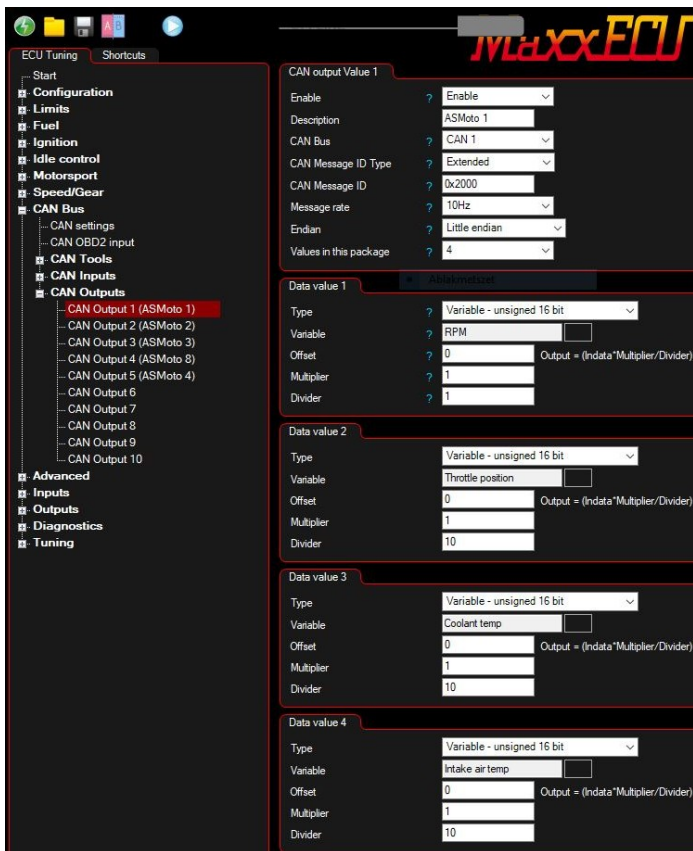 MaxxECU
ECU Tuning Shortcuts
Start
Configuration
Limits
Fuel
Ignition
Idle control
Motorsport
Speed/Gear
CAN Bus
CAN settings
CAN OBD2 input
CAN Tools
CAN Inputs
CAN Outputs
CAN Output 1 (ASMoto 1)
CAN Output 2 (ASMoto 2)
CAN Output 3 (ASMoto 3)
CAN Output 4 (ASMoto 8)
CAN Output 5 (ASMoto 4)
CAN Output 6
CAN Output 7
CAN Output 8
CAN Output 9
CAN Output 10
Advanced
Inputs
Outputs
Diagnostics
Tuning
CAN output Value 1
Enable ? Enable
Description ASMoto 1
CAN Bus ? CAN 1
CAN Message ID Type ? Extended
CAN Message ID ? 0x2000
Message rate ? 10Hz
Endian ? Little endian
Values in this package ? 4
Ablakmetszet
Data value 1
Type ? Variable - unsigned 16 bit
Variable ? RPM
Offset ? 0 Output = (Indata*Multiplier/Divider)
Multiplier ? 1
Divider ? 1
Data value 2
Type Variable - unsigned 16 bit
Variable Throttle position
Offset 0 Output = (Indata*Multiplier/Divider)
Multiplier 1
Divider 10
Data value 3
Type Variable - unsigned 16 bit
Variable Coolant temp
Offset 0 Output = (Indata*Multiplier/Divider)
Multiplier 1
Divider 10
Data value 4
Type Variable - unsigned 16 bit
Variable Intake air temp
Offset 0 Output = (Indata*Multiplier/Divider)
Multiplier 1
Divider 10